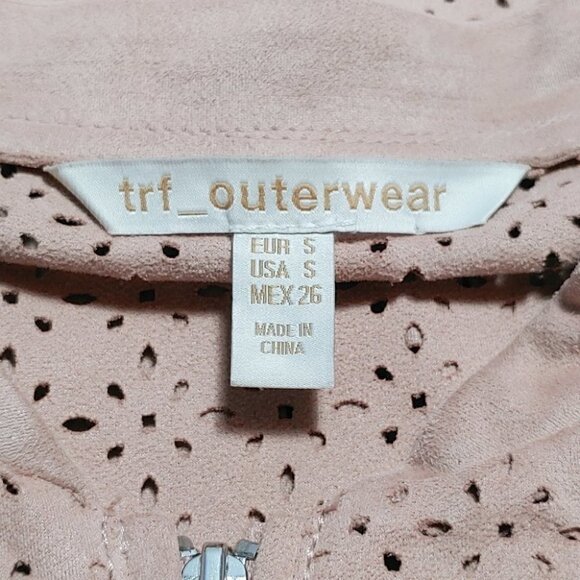 trf_outerwear
EUR S
USA S
MEX 26
MADE IN
CHINA